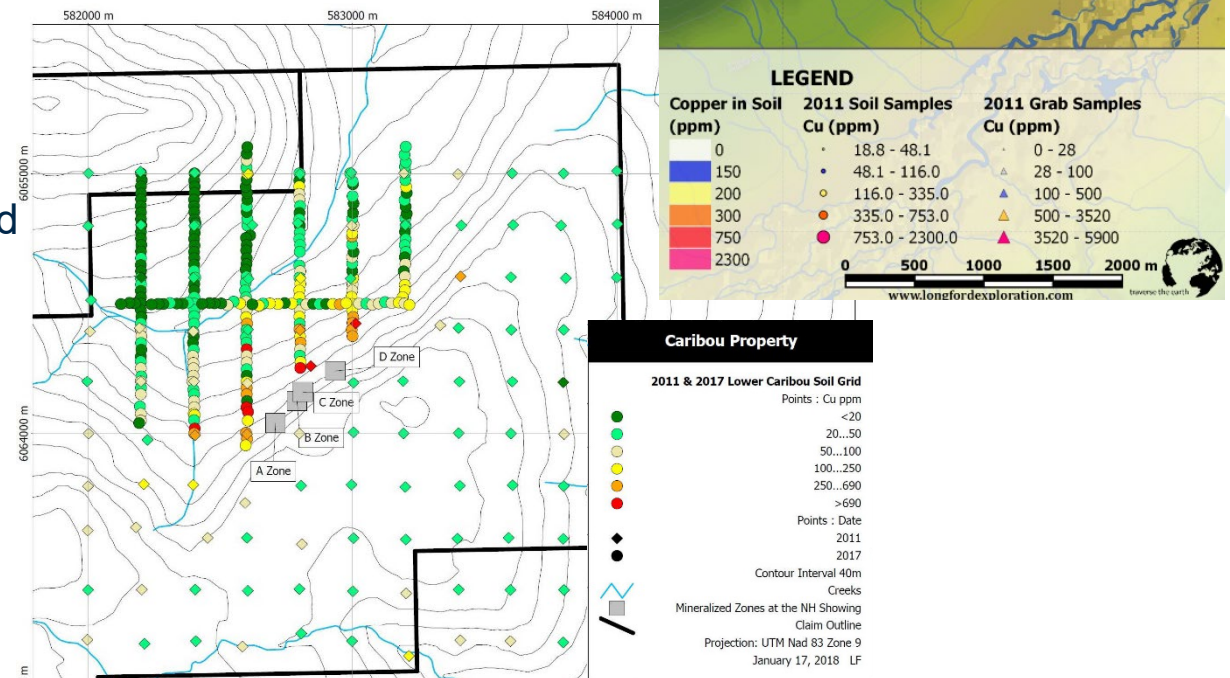 582000 m
583000 m
584000 m
6065000 m
6064000 m
m
d
D Zone
C Zone
B Zone
A Zone
LEGEND
Copper in Soil
(ppm)
0
150
200
300
750
2300
2011 Soil Samples
Cu (ppm)
18.8 - 48.1
48.1 - 116.0
116.0 - 335.0
335.0 - 753.0
753.0 - 2300.0
2011 Grab Samples
Cu (ppm)
0 - 28
28 - 100
100 - 500
500 - 3520
3520 - 5900
0 500 1000 1500 2000 m
www.longfordexploration.com
traverse the earth
Caribou Property
2011 & 2017 Lower Caribou Soil Grid
Points : Cu ppm
<20
20...50
50...100
100...250
250...690
>690
Points : Date
2011
2017
Contour Interval 40m
Creeks
Mineralized Zones at the NH Showing
Claim Outline
Projection: UTM Nad 83 Zone 9
January 17, 2018 LF